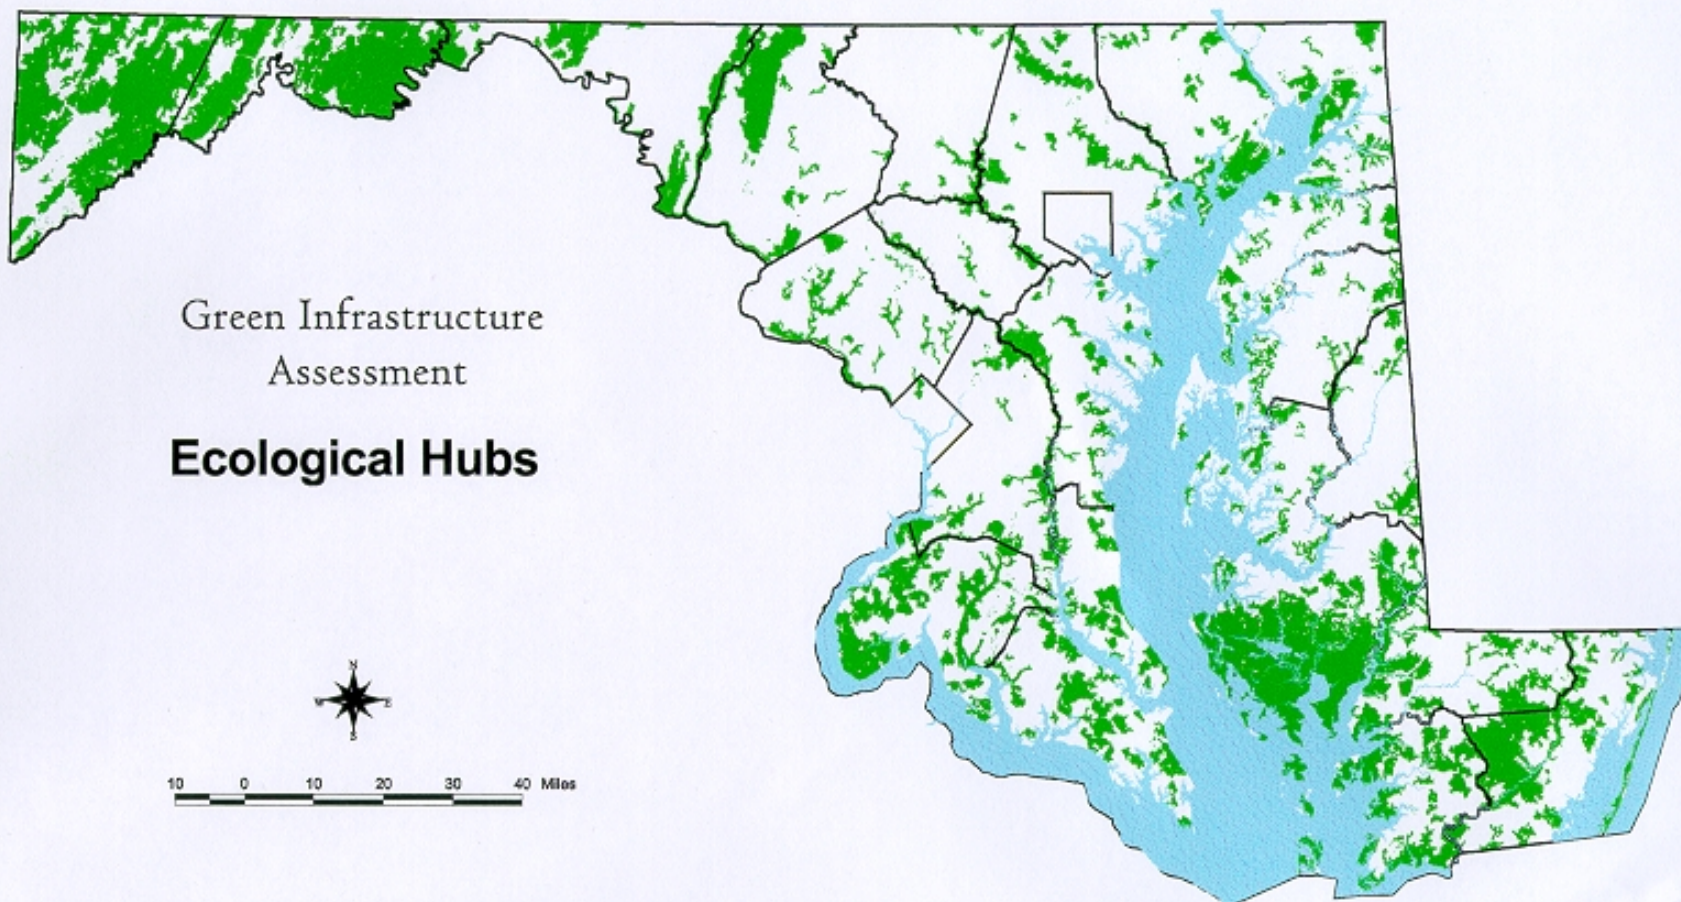 Green Infrastructure
Assessment
Ecological Hubs
N
W E
S
10 0 10 20 30 40 Miles